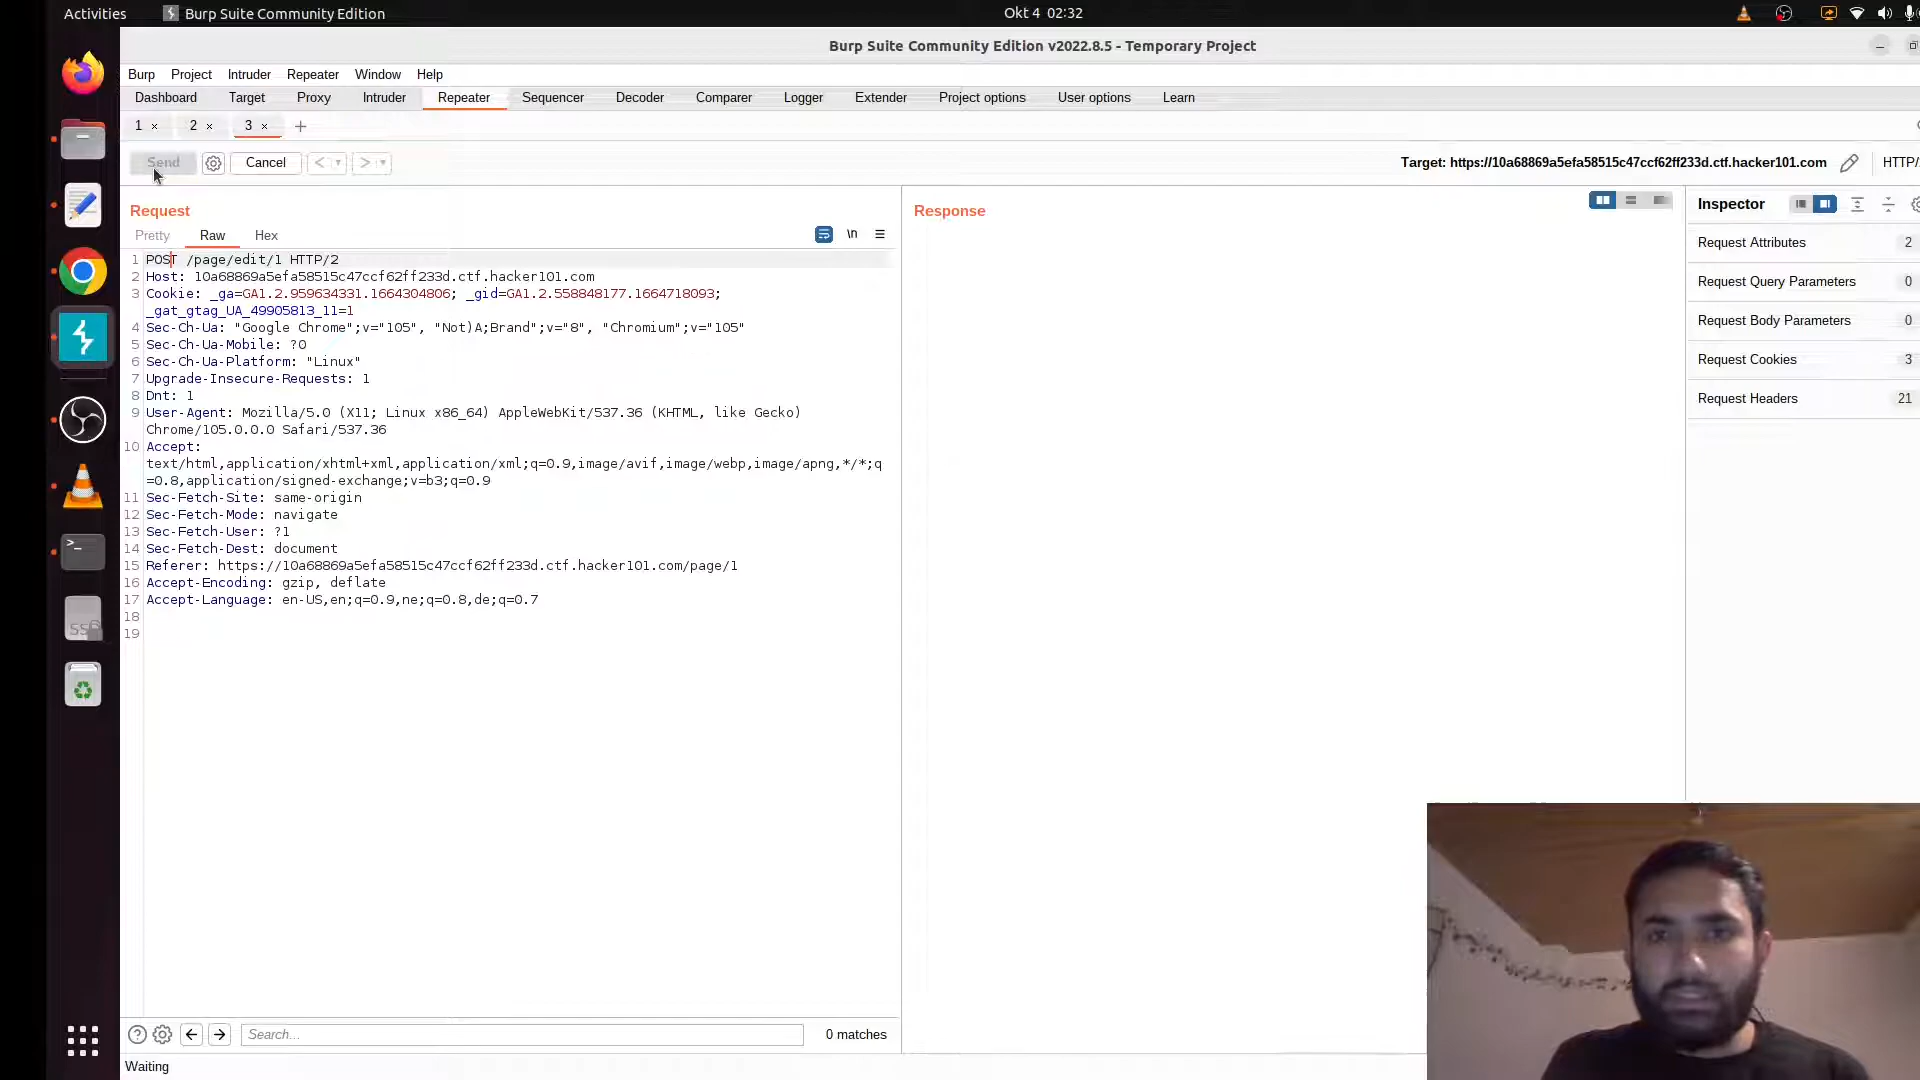 Activities
Burp Suite Community Edition
Okt 4 02:32
Burp Suite Community Edition v2022.8.5 - Temporary Project
Burp Project Intruder Repeater Window Help
Dashboard Target Proxy Intruder Repeater Sequencer Decoder Comparer Logger Extender Project options User options Learn
1 × 2 × 3 × +
Send Cancel < >
Target: https://10a68869a5efa58515c47ccf62ff233d.ctf.hacker101.com
HTTP/
Request
Pretty Raw Hex
\n
1 POST /page/edit/1 HTTP/2
2 Host: 10a68869a5efa58515c47ccf62ff233d.ctf.hacker101.com
3 Cookie: _ga=GA1.2.959634331.1664304806; _gid=GA1.2.558848177.1664718093;
_gat_gtag_UA_49905813_11=1
4 Sec-Ch-Ua: "Google Chrome";v="105", "Not)A;Brand";v="8", "Chromium";v="105"
5 Sec-Ch-Ua-Mobile: ?0
6 Sec-Ch-Ua-Platform: "Linux"
7 Upgrade-Insecure-Requests: 1
8 Dnt: 1
9 User-Agent: Mozilla/5.0 (X11; Linux x86_64) AppleWebKit/537.36 (KHTML, like Gecko)
Chrome/105.0.0.0 Safari/537.36
10 Accept:
text/html,application/xhtml+xml,application/xml;q=0.9,image/avif,image/webp,image/apng,*/*;q
=0.8,application/signed-exchange;v=b3;q=0.9
11 Sec-Fetch-Site: same-origin
12 Sec-Fetch-Mode: navigate
13 Sec-Fetch-User: ?1
14 Sec-Fetch-Dest: document
15 Referer: https://10a68869a5efa58515c47ccf62ff233d.ctf.hacker101.com/page/1
16 Accept-Encoding: gzip, deflate
17 Accept-Language: en-US,en;q=0.9,ne;q=0.8,de;q=0.7
18
19
Search...
0 matches
Waiting
Response
Inspector
Request Attributes 2
Request Query Parameters 0
Request Body Parameters 0
Request Cookies 3
Request Headers 21